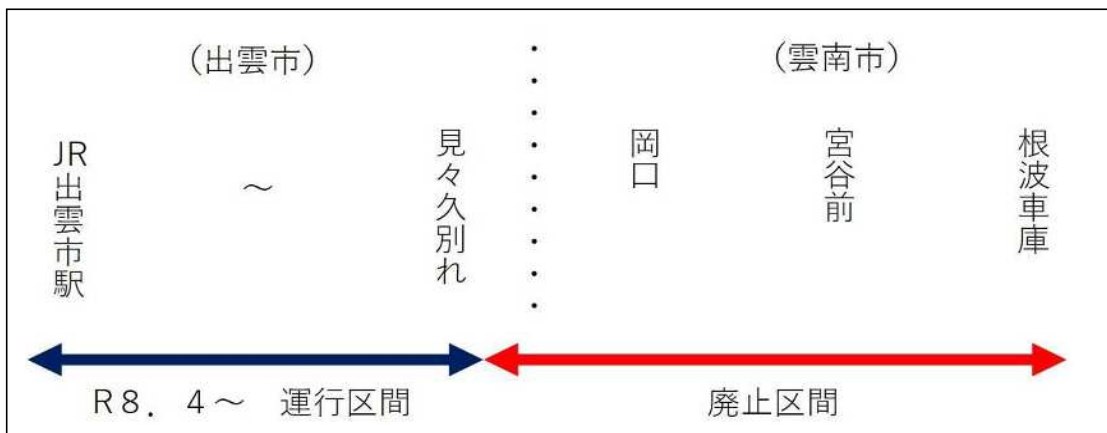 （出雲市）
（雲南市）
JR出雲市駅
～
見々久別れ
岡口
宮谷前
根波車庫
Ｒ８．４～　運行区間
廃止区間